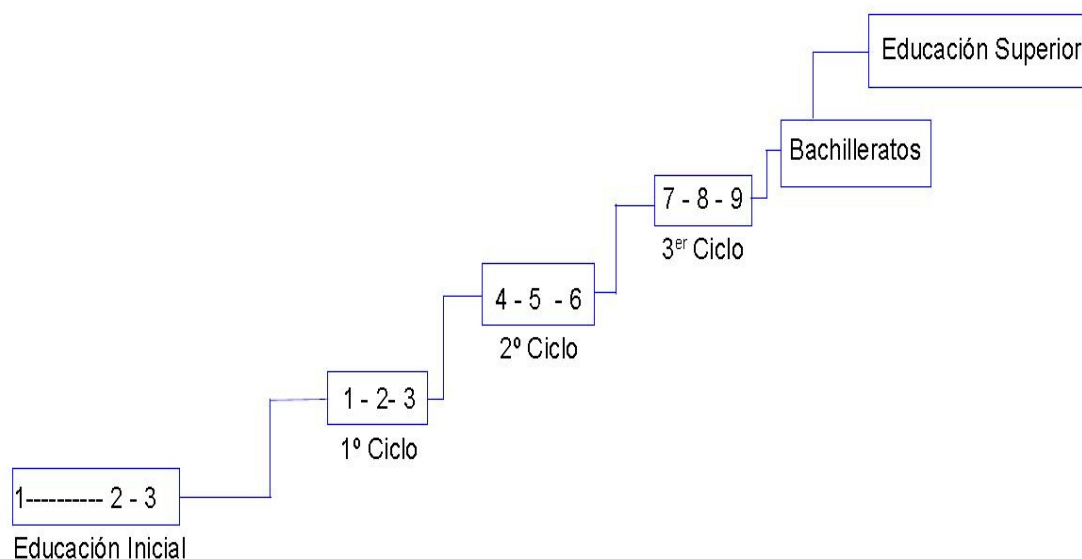 Educación Superior
Bachilleratos
7 - 8 - 9
3er Ciclo
4 - 5 - 6
2º Ciclo
1 - 2- 3
1º Ciclo
1---------- 2 - 3
Educación Inicial